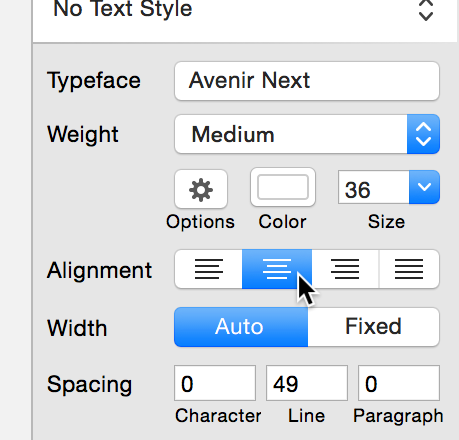 No Text Style
Typeface Avenir Next
Weight Medium
36
Options Color Size
Alignment
Width Auto Fixed
Spacing 0 49 0
Character Line Paragraph